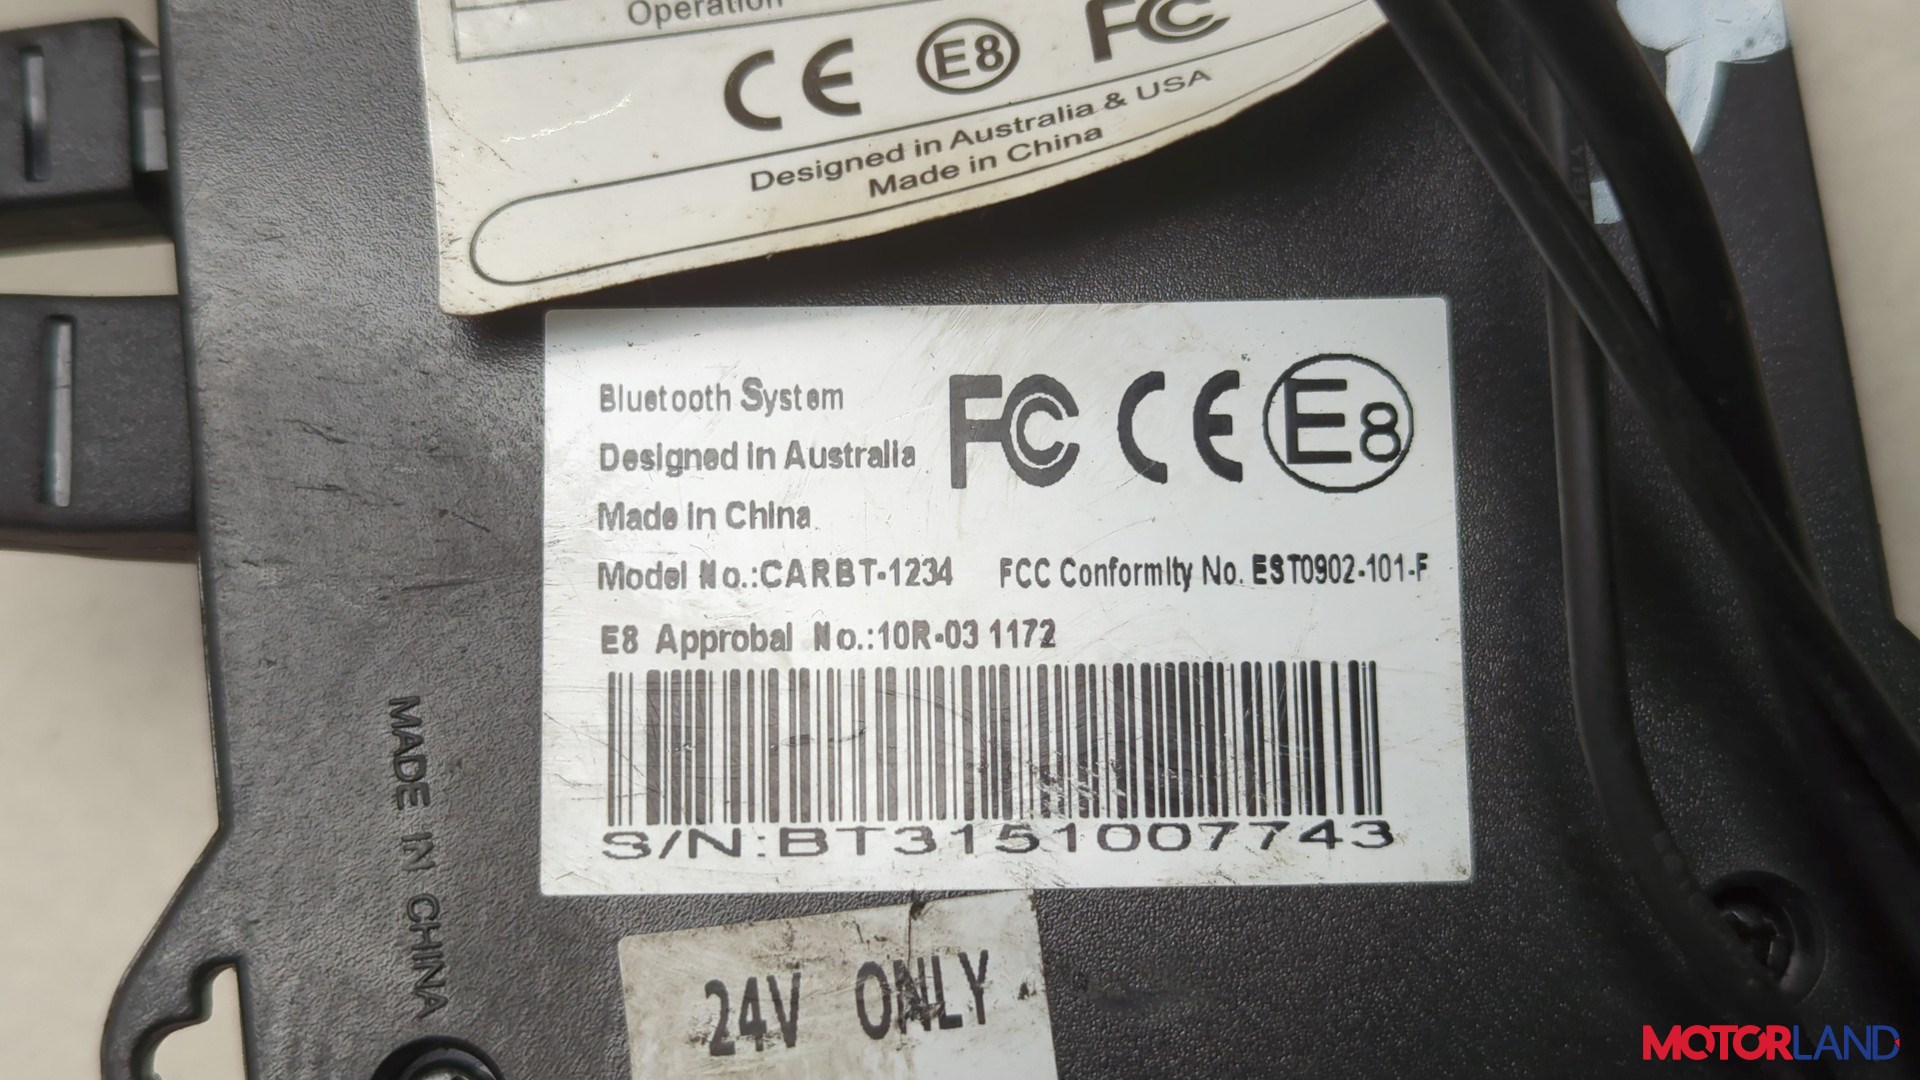 Operation
CE E8 FC
Designed in Australia & USA
Made in China
Bluetooth System
Designed in Australia
Made in China
FC CE E8
Model No.:CARBT-1234 FCC Conformity No. EST0902-101-F
E8 Approbal No.:10R-03 1172
S/N:BT3151007743
24V ONLY
MADE IN CHINA
MOTORLAND